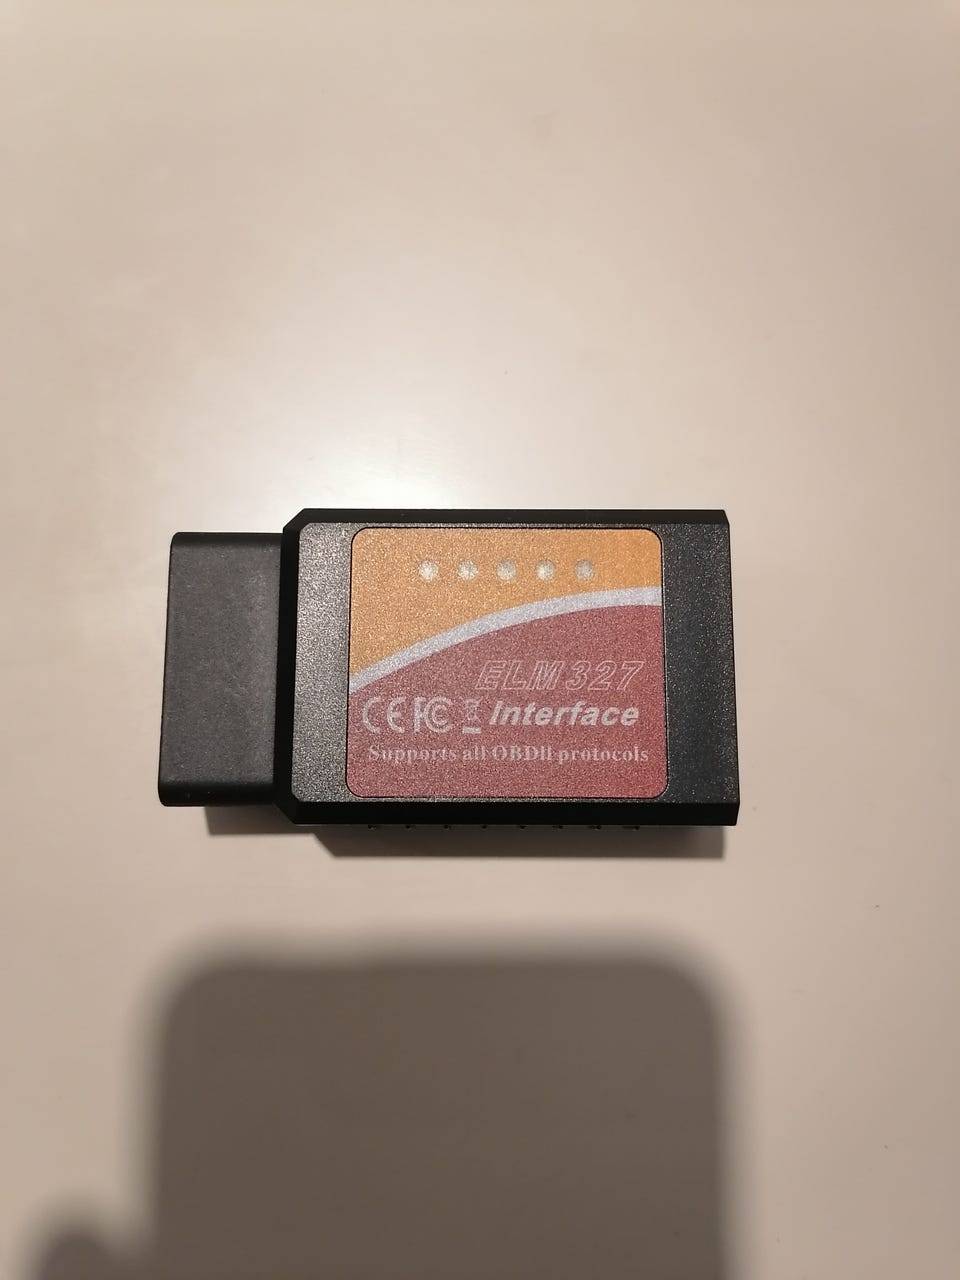 ELM 327
CE FC Interface
Supports all OBDII protocols